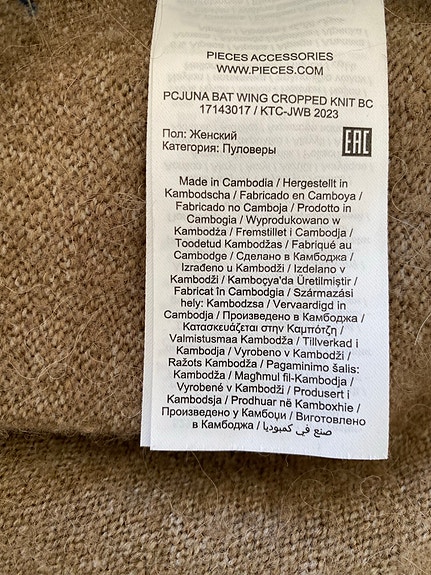 PIECES ACCESSORIES
WWW.PIECES.COM
PCJUNA BAT WING CROPPED KNIT BC
17143017 / KTC-JWB 2023
Пол: Женский
Категория: Пуловеры
EAC
Made in Cambodia / Hergestellt in
Kambodscha / Fabricado en Camboya /
Fabricado no Camboja / Prodotto in
Cambogia / Wyprodukowano w
Kambodża / Fremstillet i Cambodja /
Toodetud Kambodžas / Fabriqué au
Cambodge / Сделано в Камбоджа /
Izrađeno u Kambodži / Izdelano v
Kambodži / Kamboçya'da Üretilmiştir /
Fabricat în Cambodgia / Származási
hely: Kambodzsa / Vervaardigd in
Cambodja / Произведено в Камбоджа /
Κατασκευάζεται στην Καμπότζη /
Valmistusmaa Kambodža / Tillverkad i
Kambodja / Vyrobeno v Kambodži /
Ražots Kambodža / Pagaminimo šalis:
Kambodža / Magħmul fil-Kambodja /
Vyrobené v Kambodži / Produsert i
Kambodsja / Prodhuar në Kamboxhie /
Произведено у Камбоџи / Виготовлено
в Камбоджа / صنع في كمبوديا